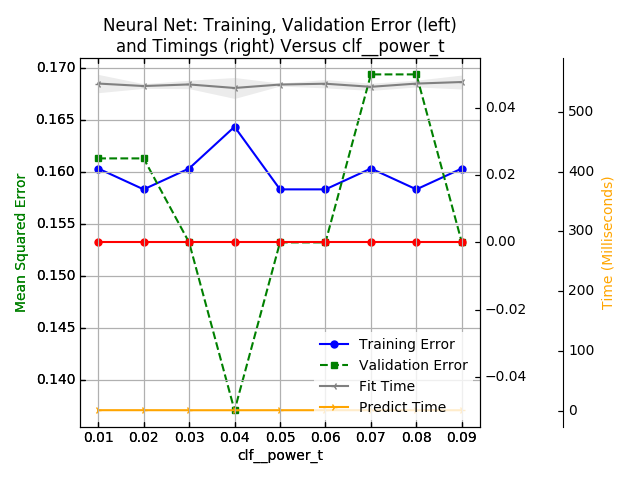 Neural Net: Training, Validation Error (left)
and Timings (right) Versus clf__power_t
Mean Squared Error
0.170
0.165
0.160
0.155
0.150
0.145
0.140
0.04
0.02
0.00
−0.02
−0.04
500
400
300
200
100
0
Time (Milliseconds)
Training Error
Validation Error
Fit Time
Predict Time
0.01 0.02 0.03 0.04 0.05 0.06 0.07 0.08 0.09
clf__power_t